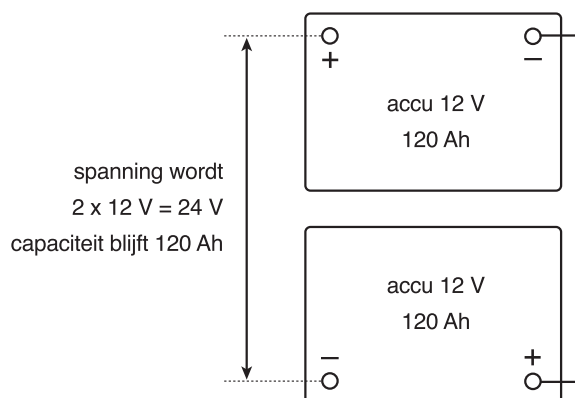 + −
accu 12 V
120 Ah
spanning wordt
2 x 12 V = 24 V
capaciteit blijft 120 Ah
accu 12 V
120 Ah
− +